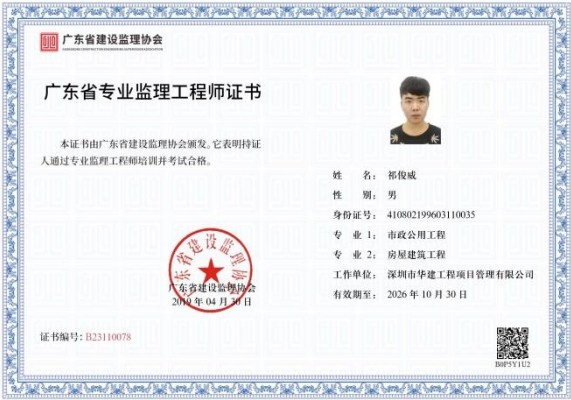 广东省建设监理协会
广东省专业监理工程师证书
本证书由广东省建设监理协会颁发。它表明持证
人通过专业监理工程师培训并考试合格。
姓 名： 祁俊威
性 别： 男
身份证号： 410802199603110035
专 业 1： 市政公用工程
专 业 2： 房屋建筑工程
工作单位： 深圳市华建工程项目管理有限公司
有效期至： 2026 年 10 月 30 日
广东省建设监理协会
广东省建设监理协会
2019 年 04 月 30 日
证书编号： B23110078
B0P5Y1U2